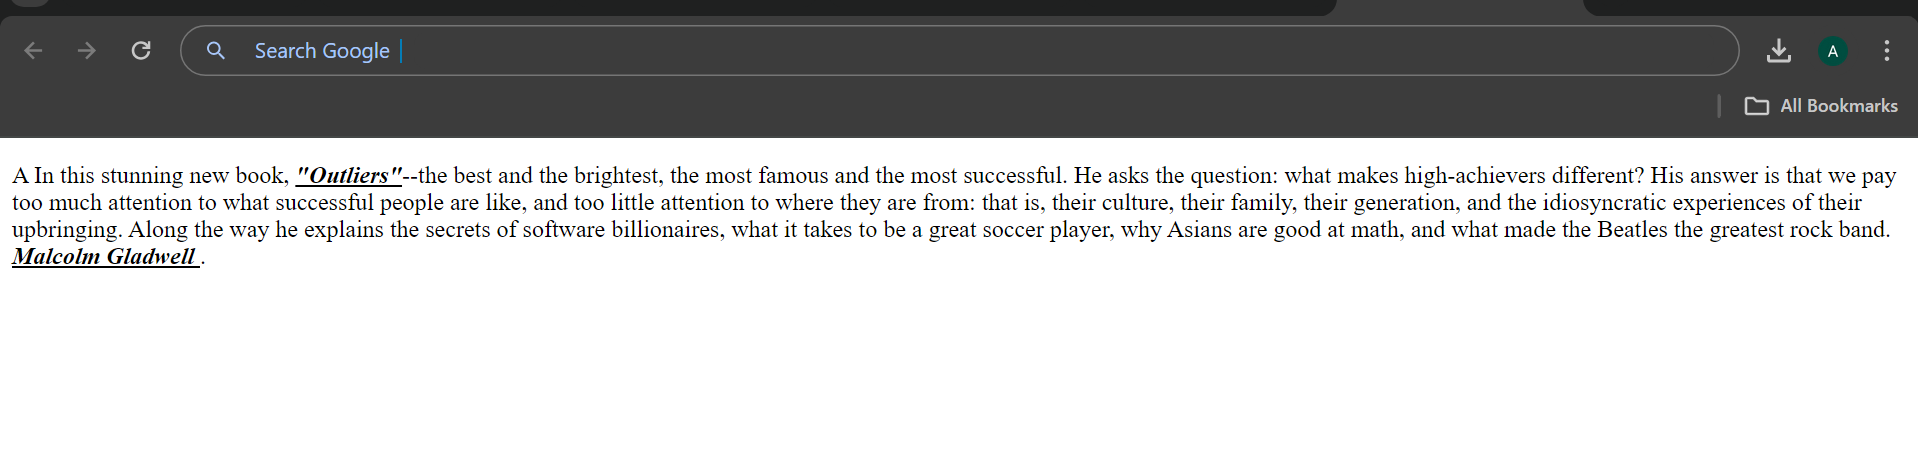 Search Google
A
All Bookmarks
A In this stunning new book, "Outliers"--the best and the brightest, the most famous and the most successful. He asks the question: what makes high-achievers different? His answer is that we pay
too much attention to what successful people are like, and too little attention to where they are from: that is, their culture, their family, their generation, and the idiosyncratic experiences of their
upbringing. Along the way he explains the secrets of software billionaires, what it takes to be a great soccer player, why Asians are good at math, and what made the Beatles the greatest rock band.
Malcolm Gladwell .